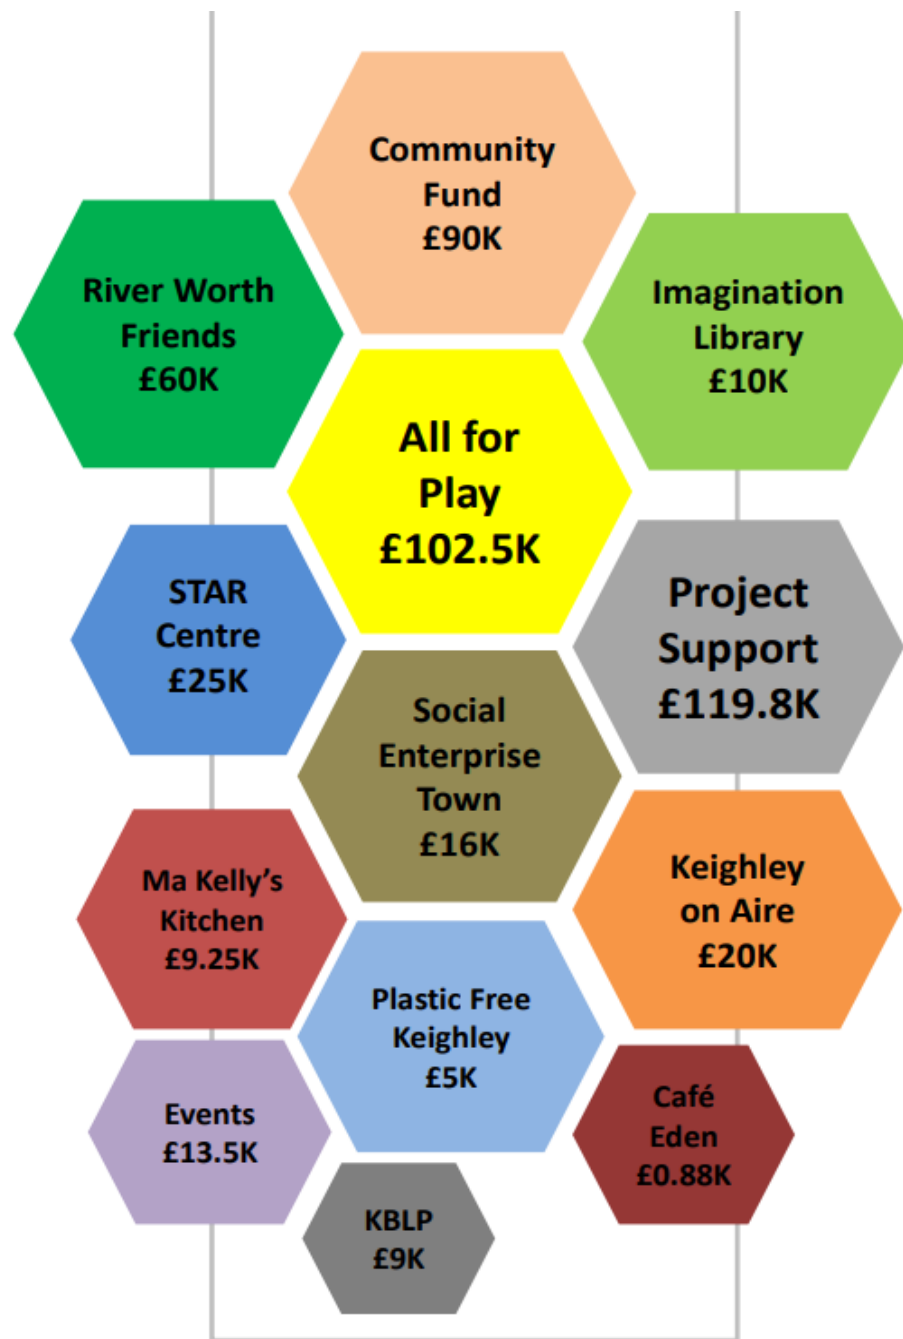 Community
Fund
£90K
River Worth
Friends
£60K
Imagination
Library
£10K
All for
Play
£102.5K
STAR
Centre
£25K
Project
Support
£119.8K
Social
Enterprise
Town
£16K
Ma Kelly’s
Kitchen
£9.25K
Keighley
on Aire
£20K
Plastic Free
Keighley
£5K
Events
£13.5K
Café
Eden
£0.88K
KBLP
£9K